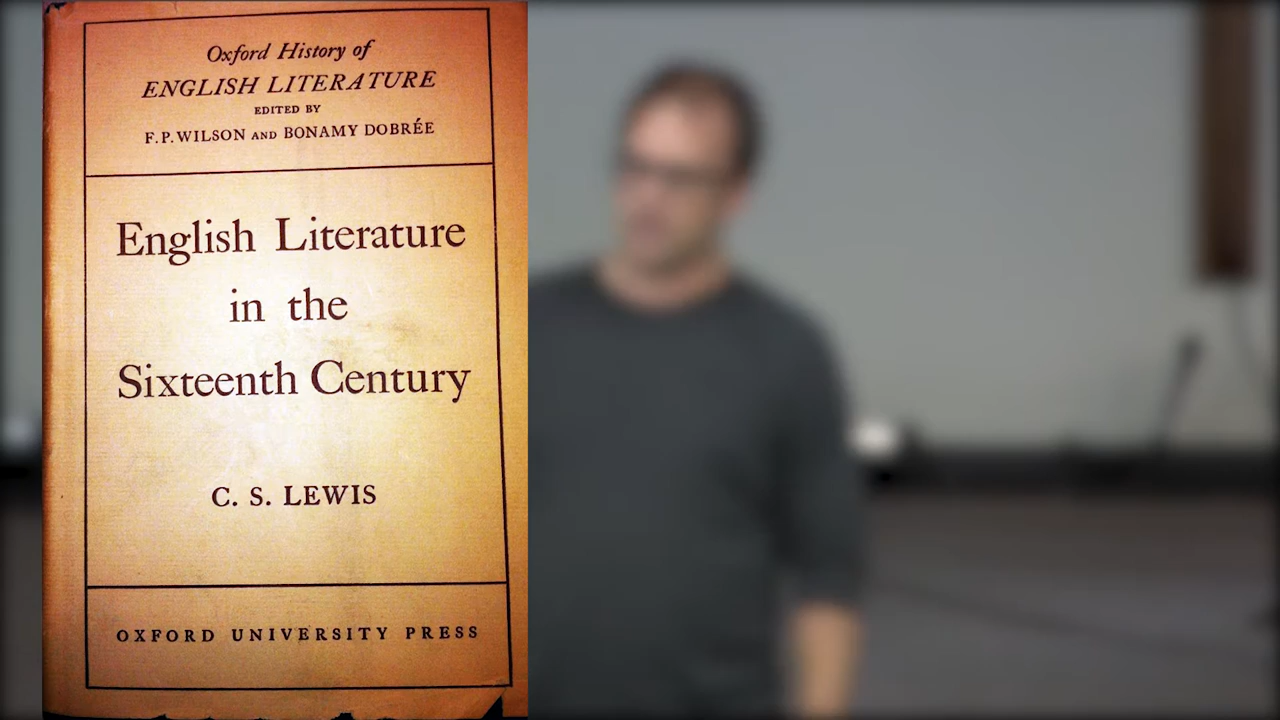 Oxford History of
ENGLISH LITERATURE
EDITED BY
F. P. WILSON AND BONAMY DOBRÉE
English Literature
in the
Sixteenth Century
C. S. LEWIS
OXFORD UNIVERSITY PRESS